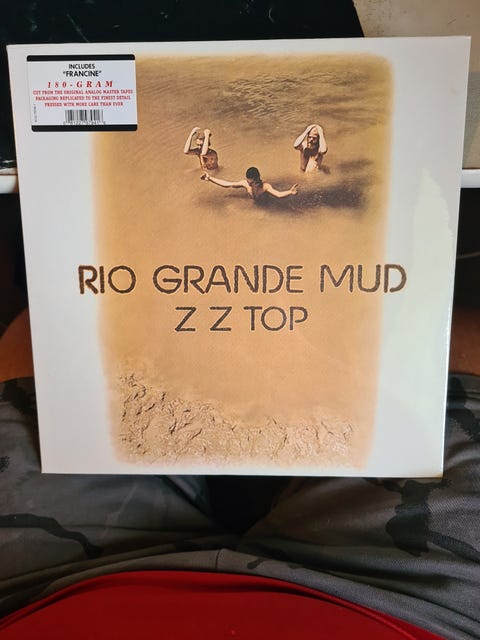 INCLUDES
"FRANCINE"
180-GRAM
CUT FROM THE ORIGINAL ANALOG MASTER TAPES
PACKAGING REPLICATED TO THE FINEST DETAIL
PRESSED WITH MORE CARE THAN EVER
RIO GRANDE MUD
Z Z TOP